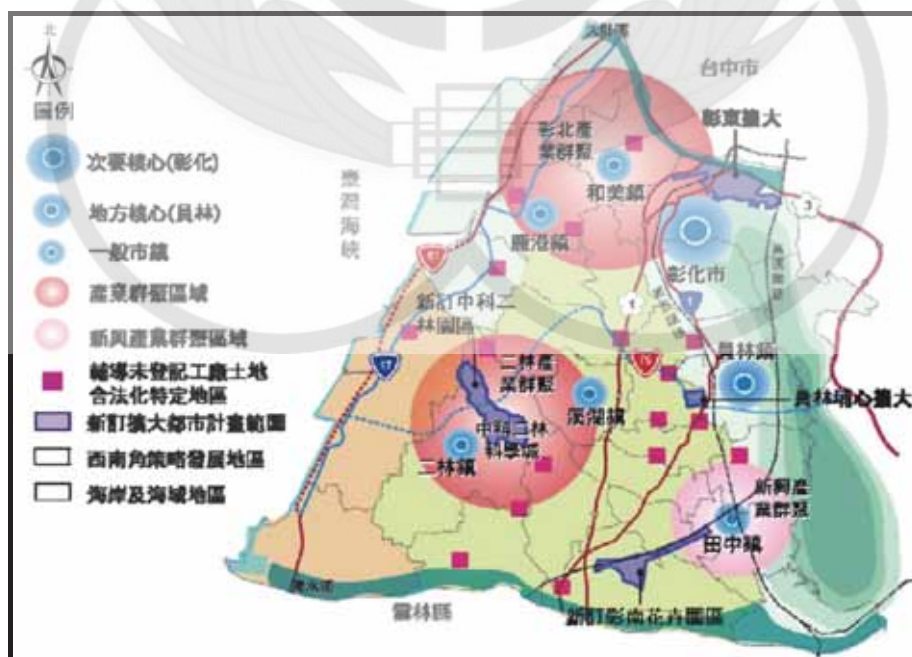 北
圖例
次要核心(彰化)
地方核心(員林)
一般市鎮
產業群聚區域
新興產業群聚區域
輔導未登記工廠土地
合法化特定地區
新訂擴大都市計畫範圍
西南角策略發展地區
海岸及海域地區
臺灣海峽
大肚溪
台中市
彰東擴大
彰北產
業群聚
和美鎮
鹿港鎮
彰化市
3
1
1
新訂中科二
林園區
17
員林鎮
二林產
業群聚
溪湖鎮
員林埔心擴大
中科二林
科學城
二林鎮
新興產
業群聚
田中鎮
新訂彰南花卉園區
雲林縣